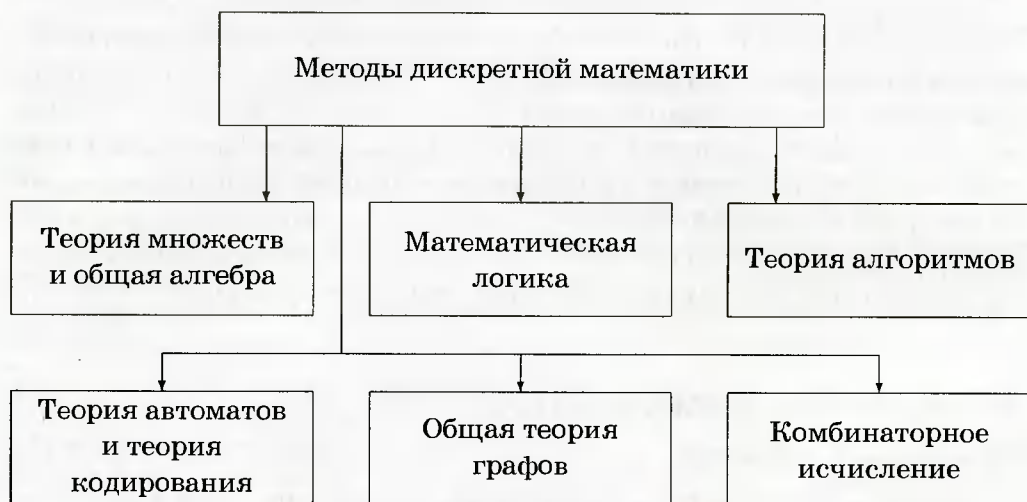 Методы дискретной математики
Теория множеств
и общая алгебра
Математическая
логика
Теория алгоритмов
Теория автоматов
и теория
кодирования
Общая теория
графов
Комбинаторное
исчисление